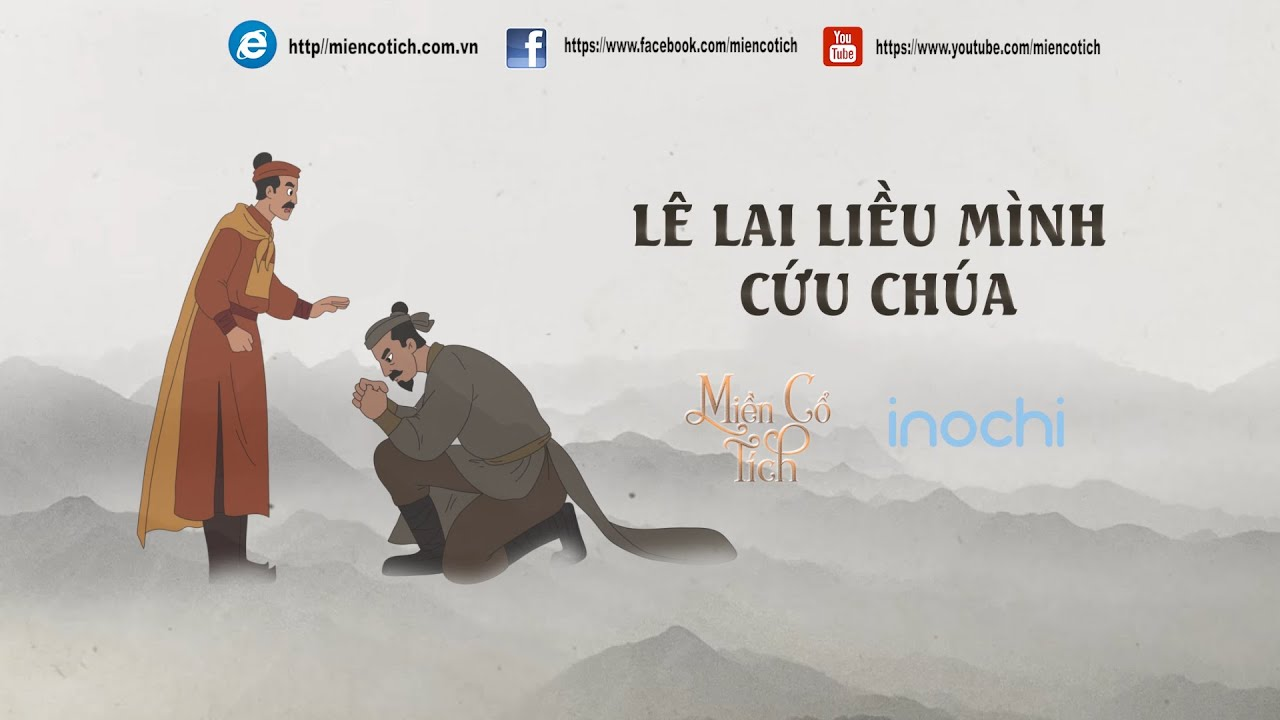 http//miencotich.com.vn
https://www.facebook.com/miencotich
You
Tube
https://www.youtube.com/miencotich
LÊ LAI LIỀU MÌNH
CỨU CHÚA
Miền Cổ
Tích
inochi